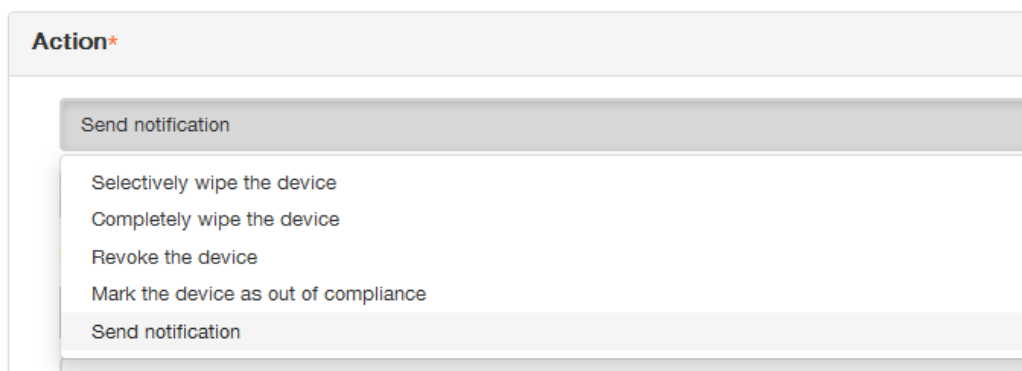 Action*
Send notification
Selectively wipe the device
Completely wipe the device
Revoke the device
Mark the device as out of compliance
Send notification